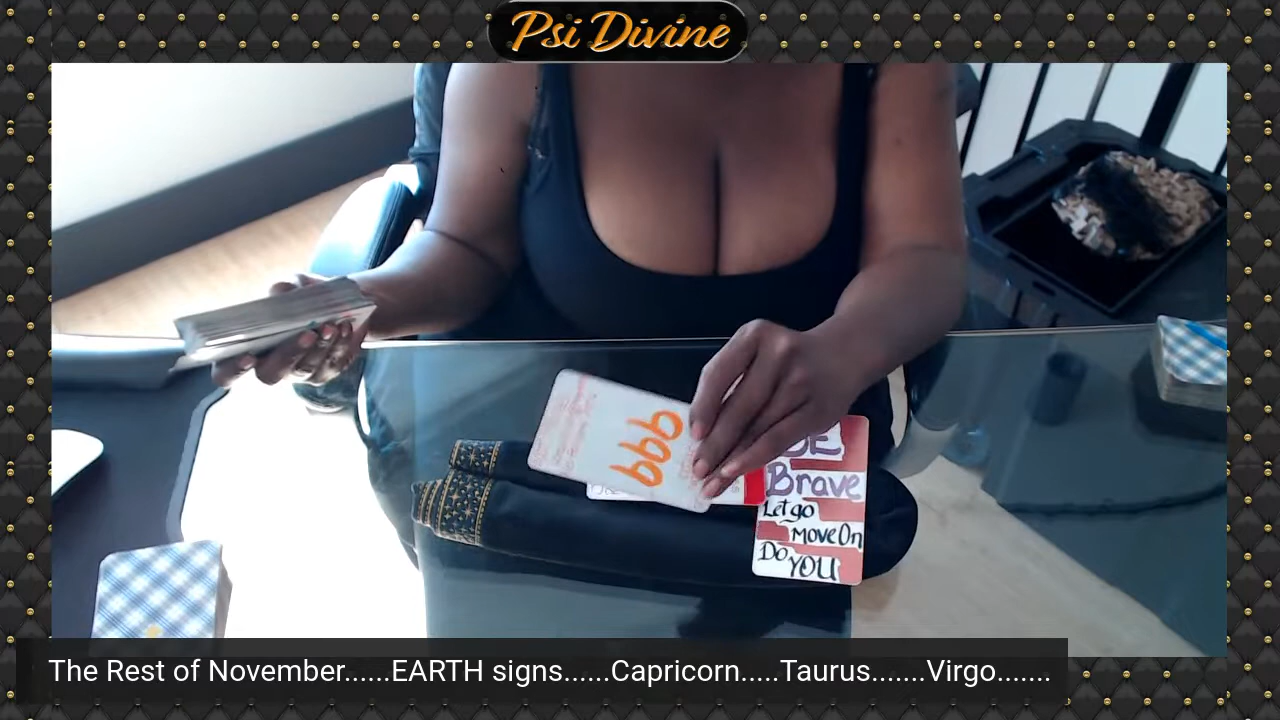 Psi Divine
666
BE
Brave
Let go
move On
Do YOU
The Rest of November......EARTH signs......Capricorn.....Taurus.......Virgo.......